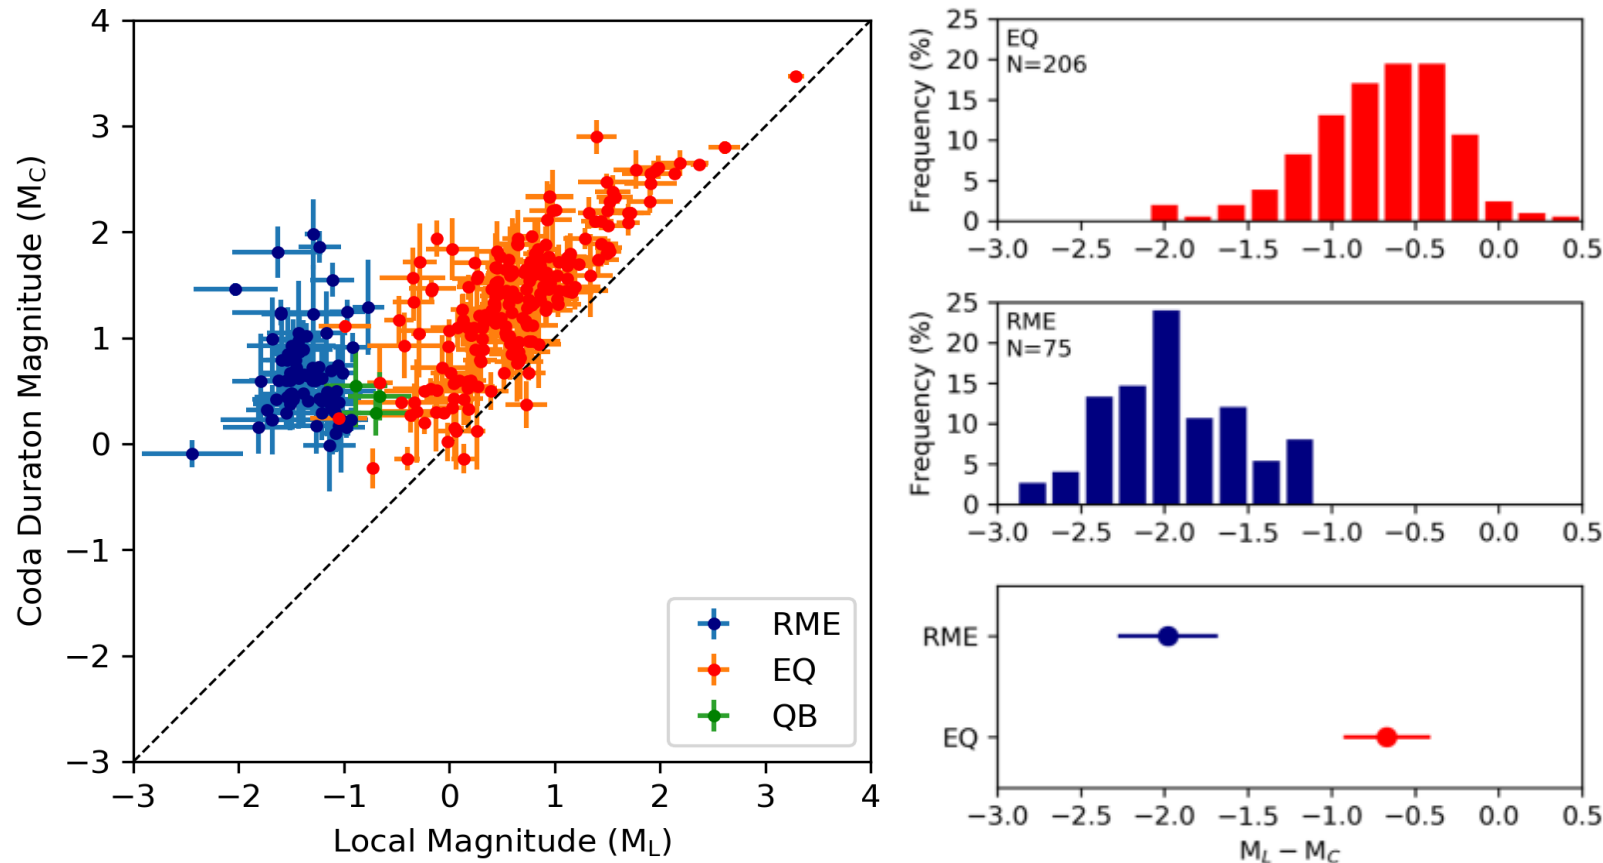 4
3
2
1
0
−1
−2
−3
−3 −2 −1 0 1 2 3 4
Coda Duraton Magnitude (MC)
Local Magnitude (ML)
RME
EQ
QB
25
20
15
10
5
0
Frequency (%)
EQ
N=206
−3.0 −2.5 −2.0 −1.5 −1.0 −0.5 0.0 0.5
25
20
15
10
5
0
Frequency (%)
RME
N=75
−3.0 −2.5 −2.0 −1.5 −1.0 −0.5 0.0 0.5
RME
EQ
−3.0 −2.5 −2.0 −1.5 −1.0 −0.5 0.0 0.5
ML − MC